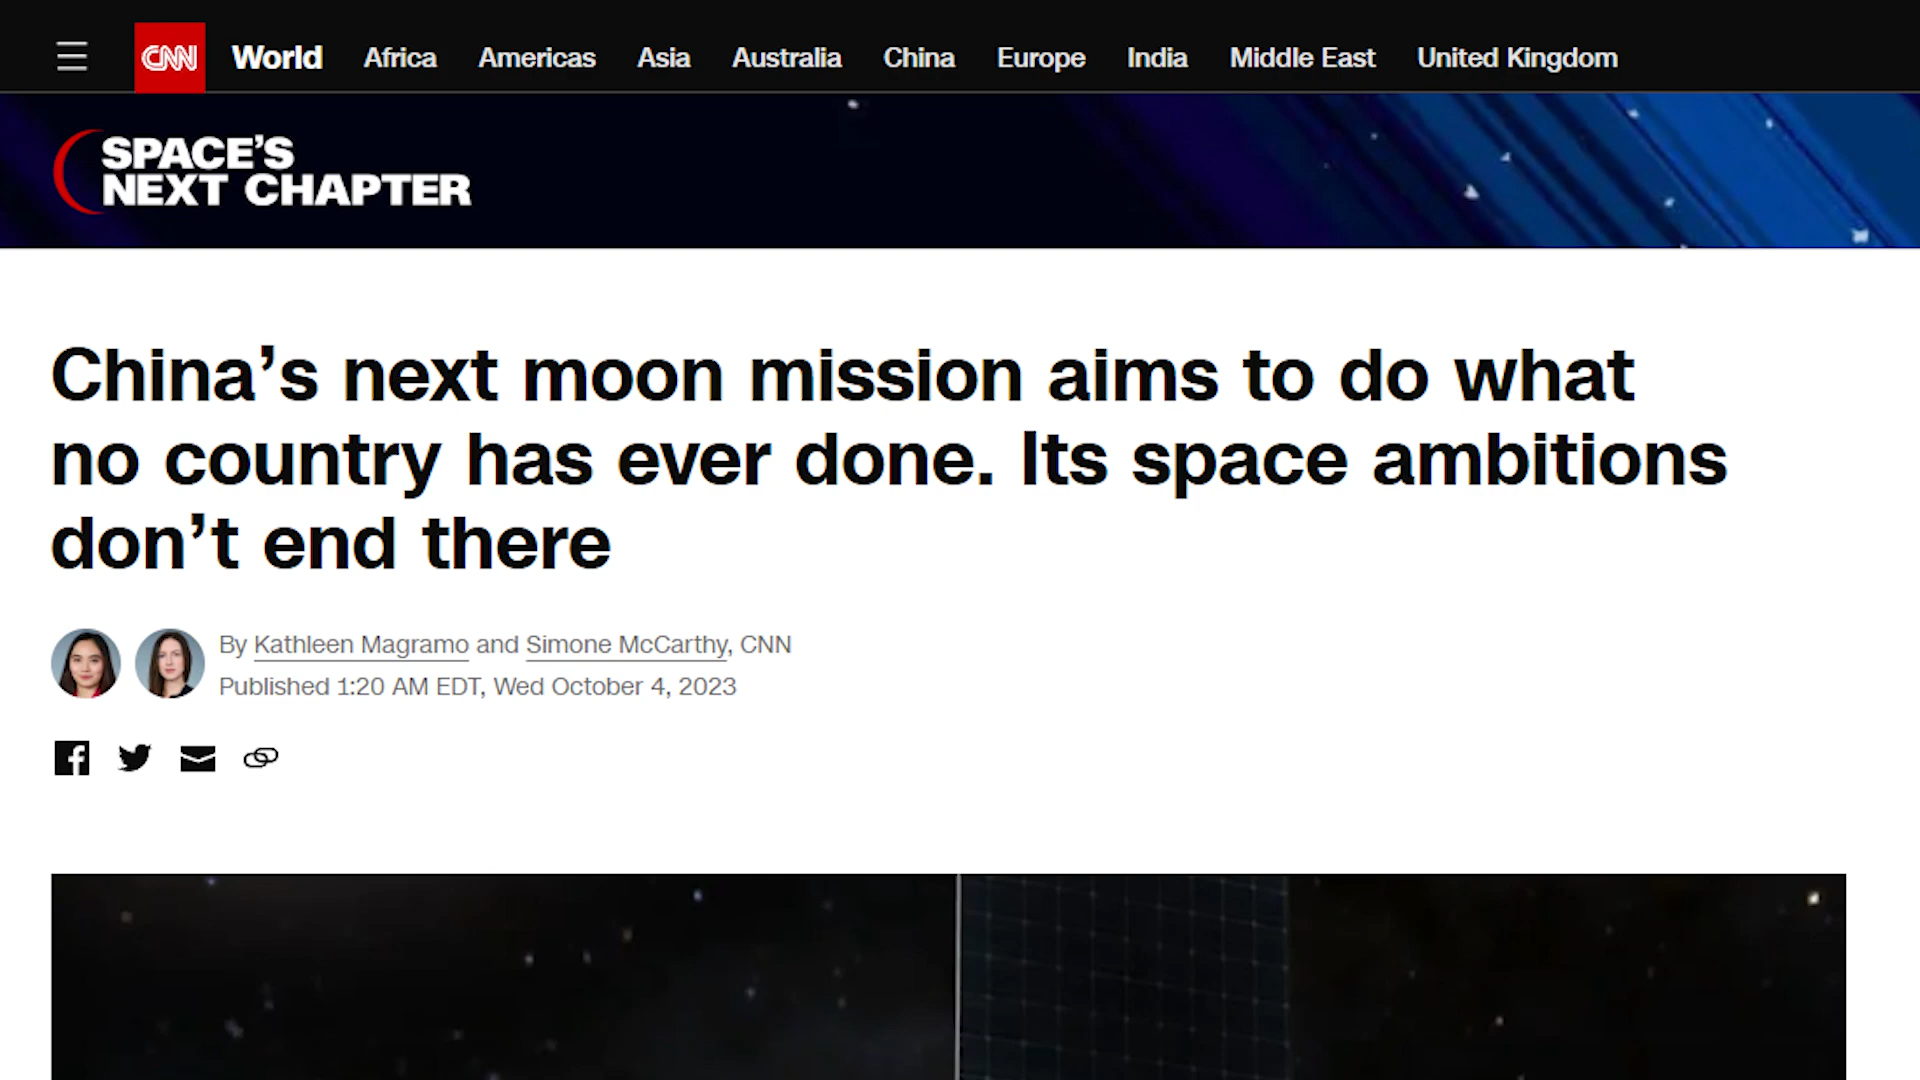 CNN World Africa Americas Asia Australia China Europe India Middle East United Kingdom
SPACE'S
NEXT CHAPTER
China’s next moon mission aims to do what
no country has ever done. Its space ambitions
don’t end there
By Kathleen Magramo and Simone McCarthy, CNN
Published 1:20 AM EDT, Wed October 4, 2023